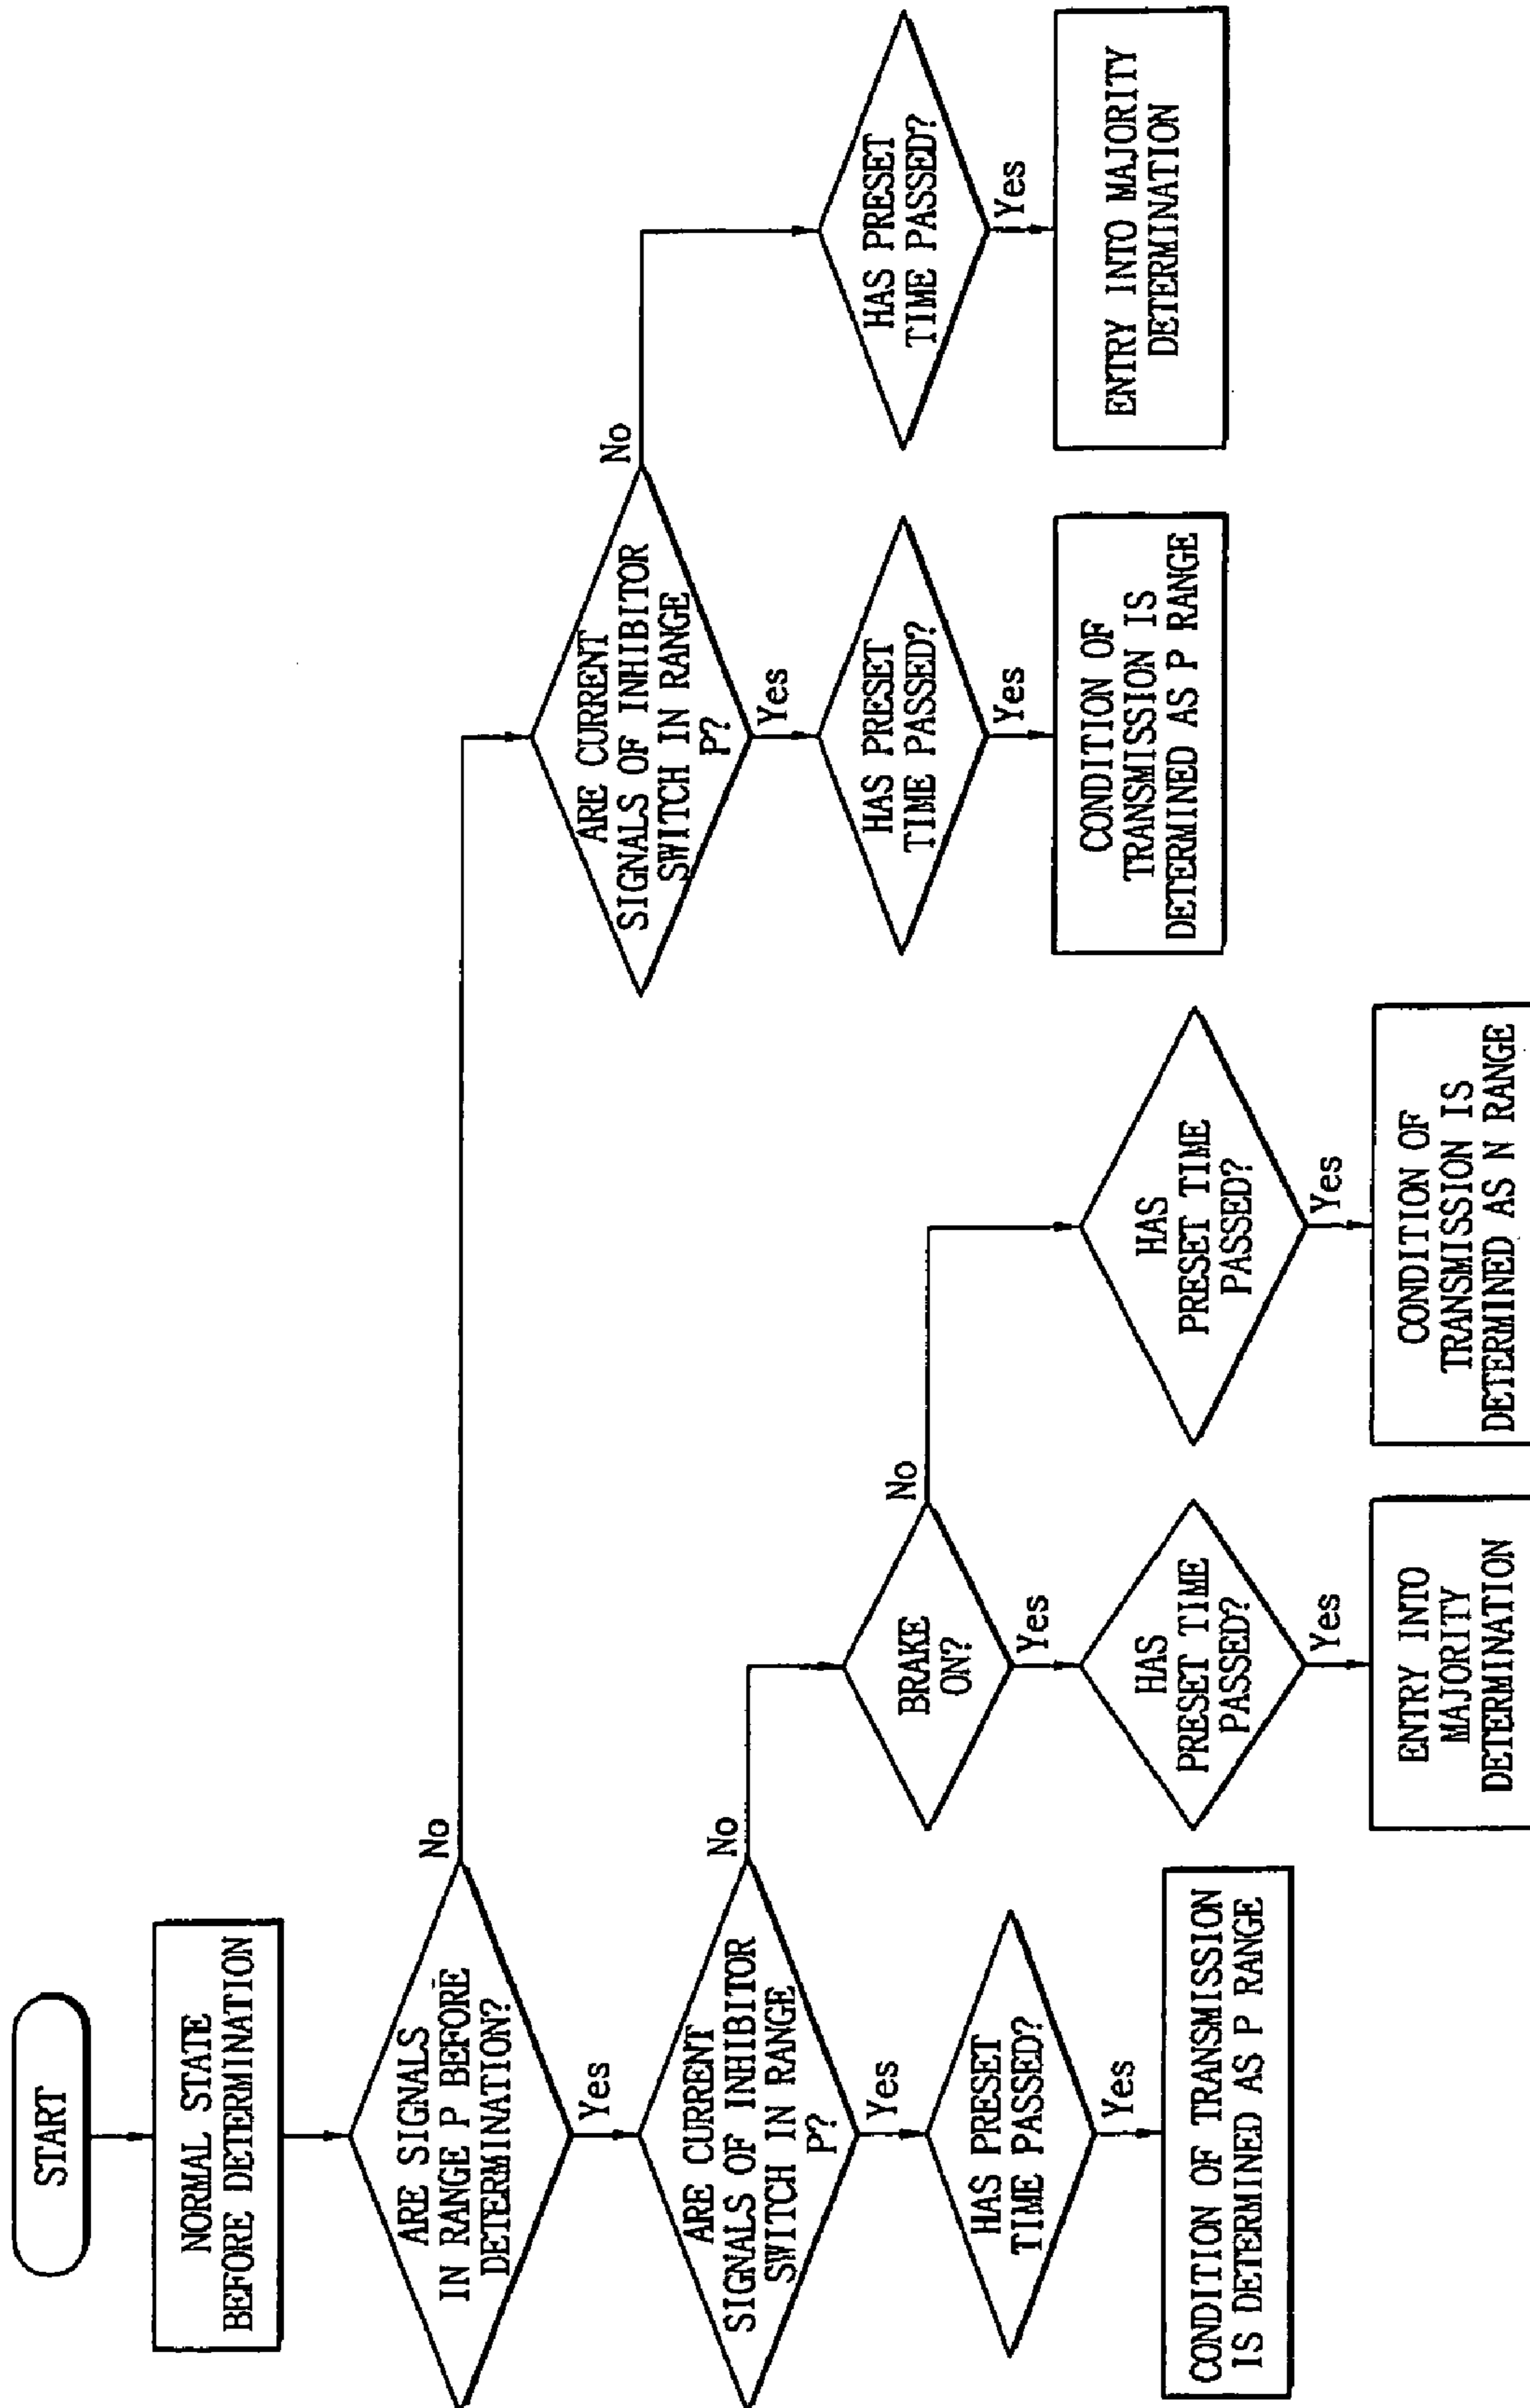 START
NORMAL STATE
BEFORE DETERMINATION
ARE SIGNALS
IN RANGE P BEFORE
DETERMINATION?
No
Yes
ARE CURRENT
SIGNALS OF INHIBITOR
SWITCH IN RANGE
P?
No
Yes
HAS PRESET
TIME PASSED?
Yes
CONDITION OF TRANSMISSION
IS DETERMINED AS P RANGE
BRAKE
ON?
No
Yes
HAS
PRESET TIME
PASSED?
Yes
ENTRY INTO
MAJORITY
DETERMINATION
HAS
PRESET TIME
PASSED?
Yes
CONDITION OF
TRANSMISSION IS
DETERMINED AS N RANGE
ARE CURRENT
SIGNALS OF INHIBITOR
SWITCH IN RANGE
P?
No
Yes
HAS PRESET
TIME PASSED?
Yes
CONDITION OF
TRANSMISSION IS
DETERMINED AS P RANGE
HAS PRESET
TIME PASSED?
Yes
ENTRY INTO MAJORITY
DETERMINATION